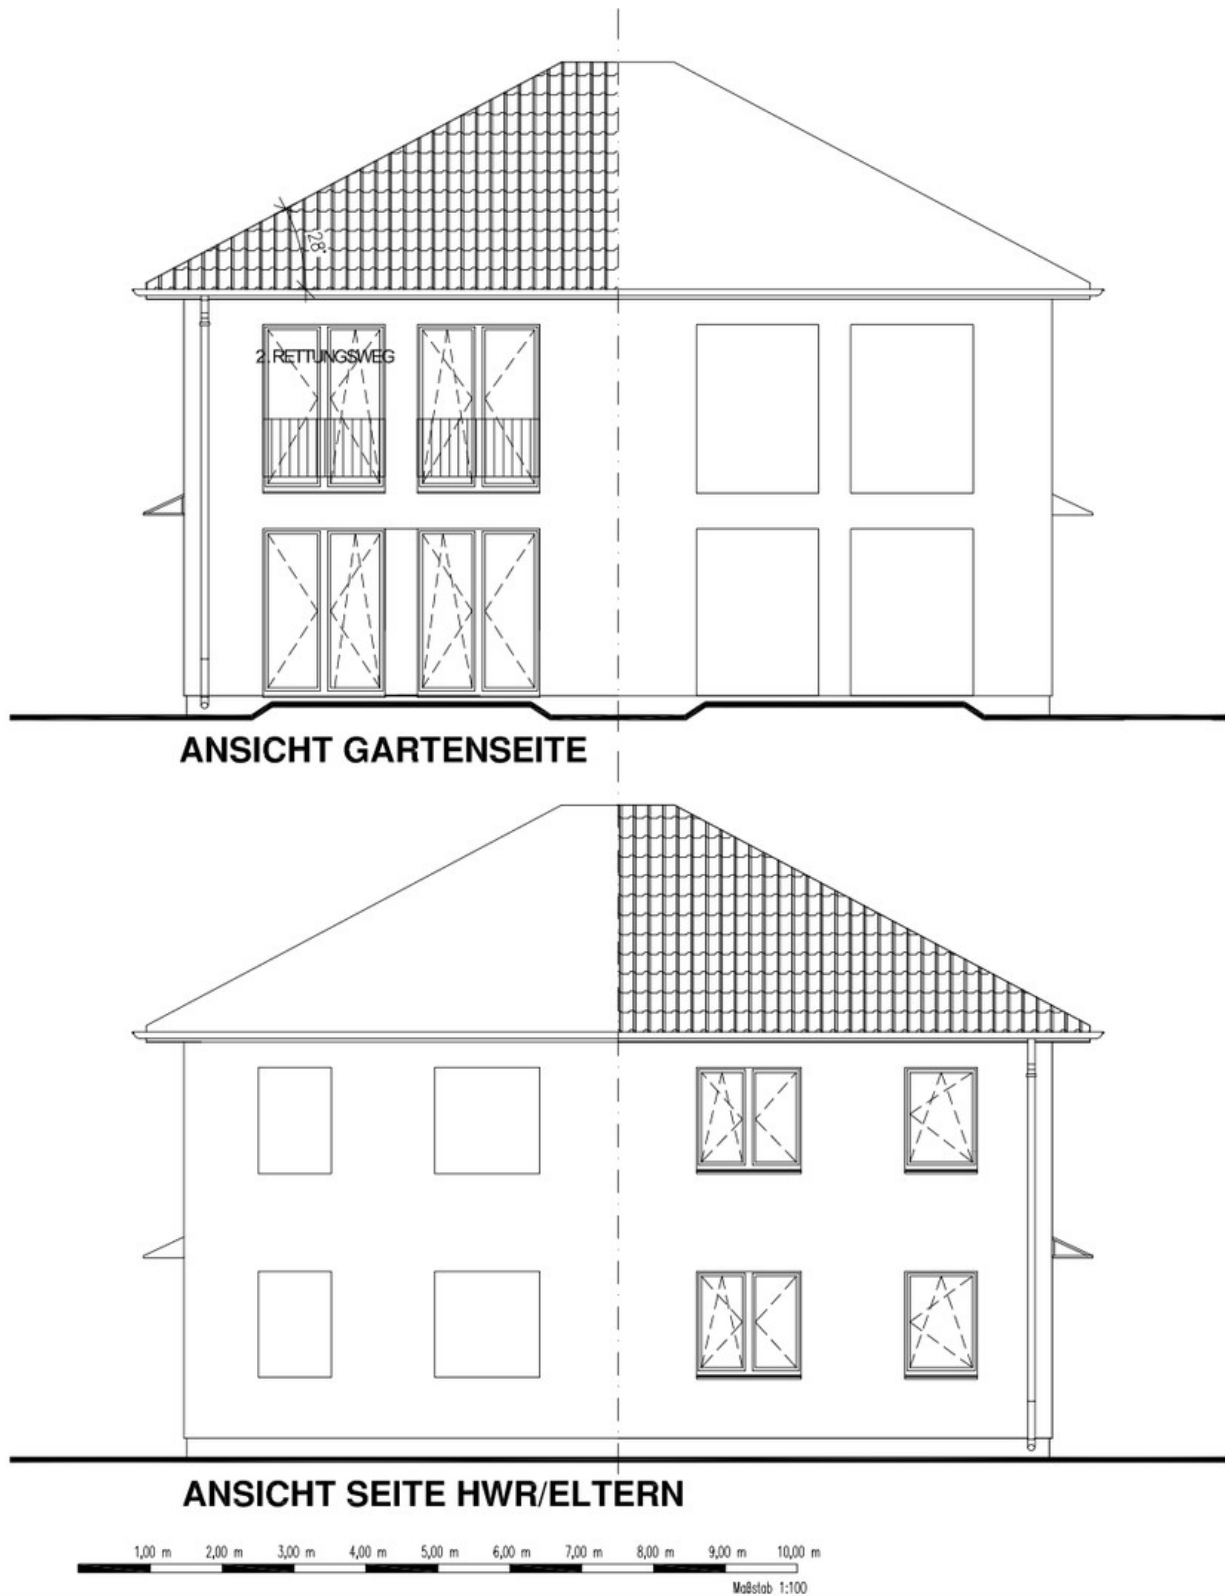 28°
2.RETTUNGSWEG
ANSICHT GARTENSEITE
ANSICHT SEITE HWR/ELTERN
1,00 m 2,00 m 3,00 m 4,00 m 5,00 m 6,00 m 7,00 m 8,00 m 9,00 m 10,00 m
Maßstab 1:100